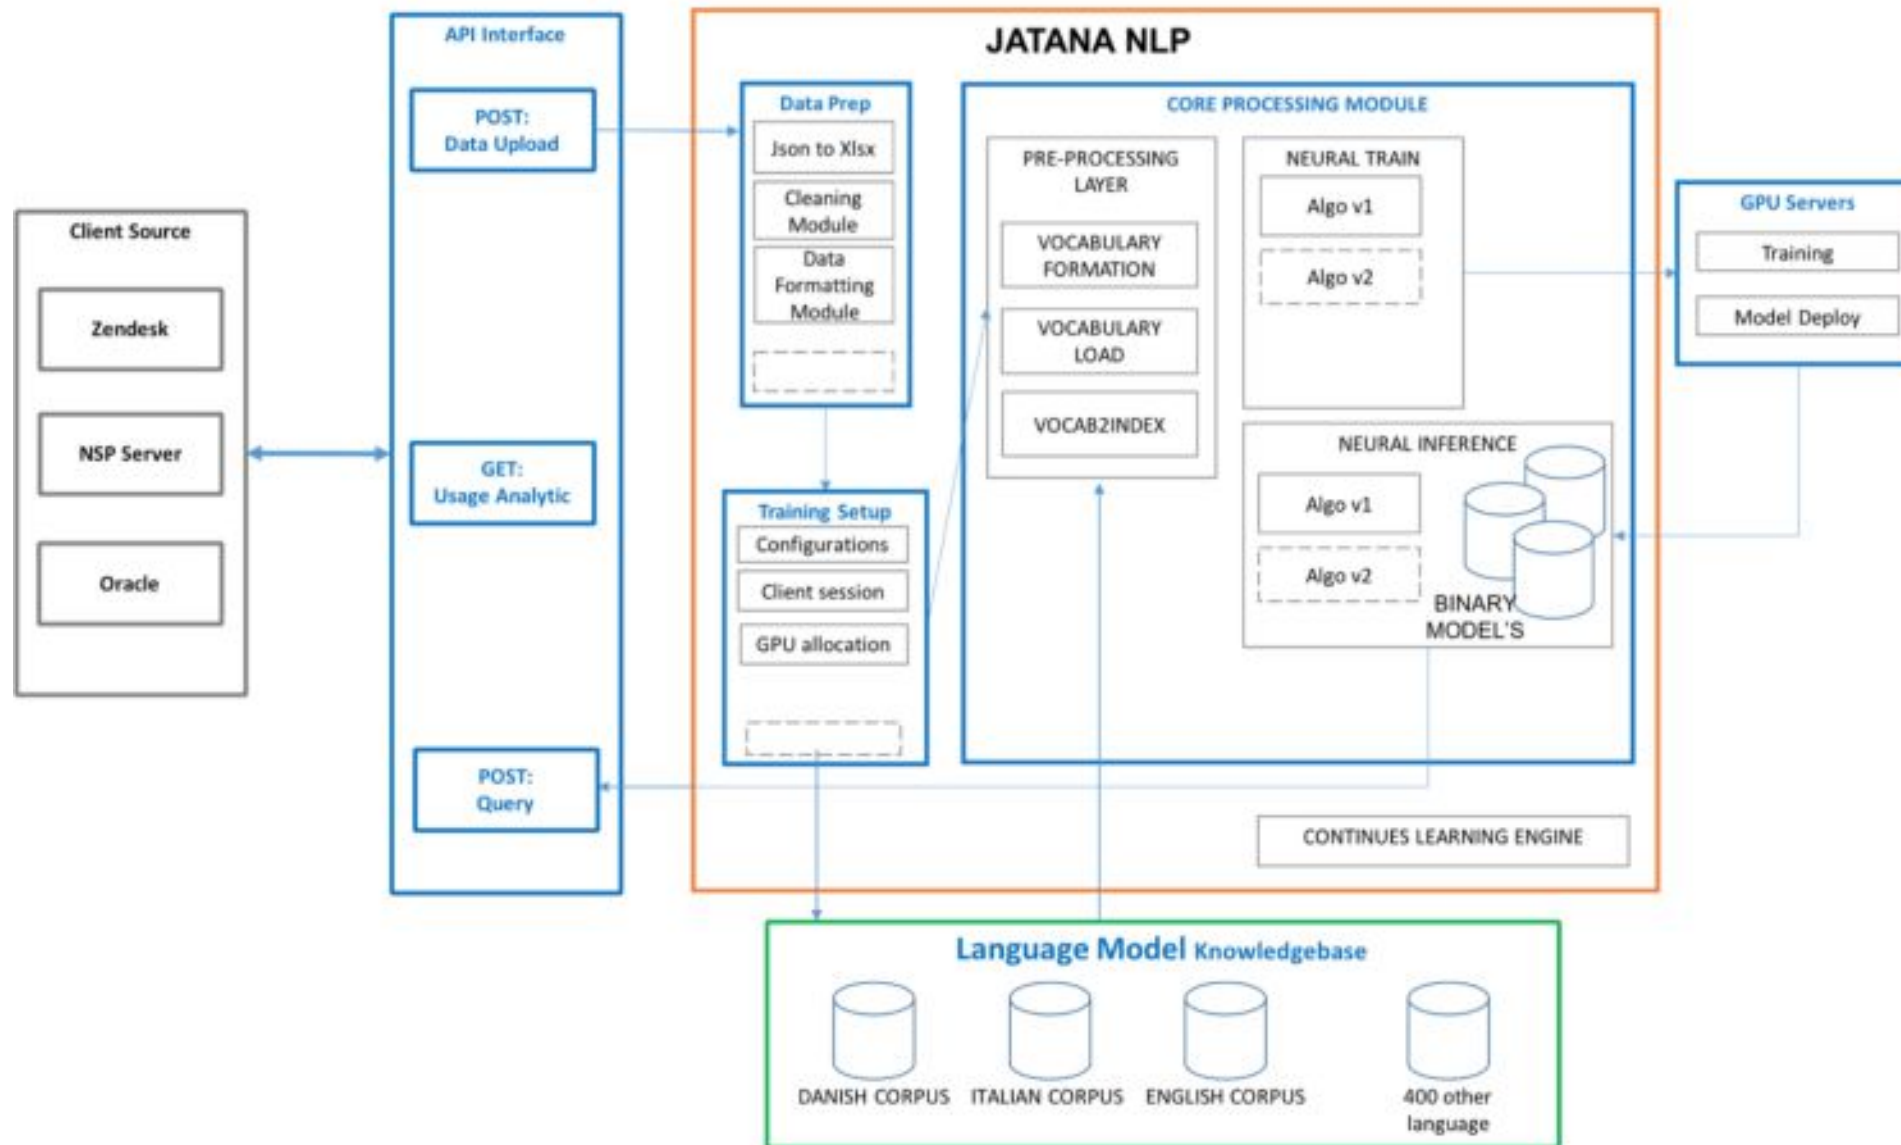 Client Source
Zendesk
NSP Server
Oracle
API Interface
POST:
Data Upload
GET:
Usage Analytic
POST:
Query
JATANA NLP
Data Prep
Json to Xlsx
Cleaning
Module
Data
Formatting
Module
Training Setup
Configurations
Client session
GPU allocation
CORE PROCESSING MODULE
PRE-PROCESSING
LAYER
VOCABULARY
FORMATION
VOCABULARY
LOAD
VOCAB2INDEX
NEURAL TRAIN
Algo v1
Algo v2
NEURAL INFERENCE
Algo v1
Algo v2
BINARY
MODEL'S
CONTINUES LEARNING ENGINE
GPU Servers
Training
Model Deploy
Language Model Knowledgebase
DANISH CORPUS
ITALIAN CORPUS
ENGLISH CORPUS
400 other
language